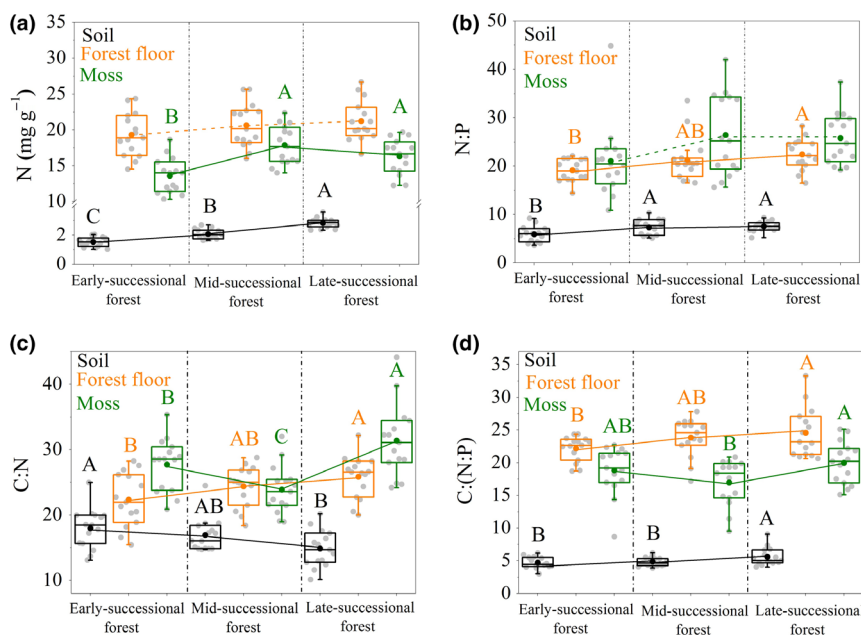 (a)
Soil
Forest floor
Moss
N (mg g⁻¹)
35
30
25
20
15
10
2
0
B
A
A
C
B
A
Early-successional forest
Mid-successional forest
Late-successional forest
(b)
Soil
Forest floor
Moss
N:P
50
40
30
20
10
0
B
AB
A
B
A
A
Early-successional forest
Mid-successional forest
Late-successional forest
(c)
Soil
Forest floor
Moss
C:N
40
30
20
10
A
B
B
AB
AB
C
B
A
A
Early-successional forest
Mid-successional forest
Late-successional forest
(d)
Soil
Forest floor
Moss
C:(N:P)
35
30
25
20
15
10
5
0
B
AB
AB
B
A
A
B
B
A
Early-successional forest
Mid-successional forest
Late-successional forest